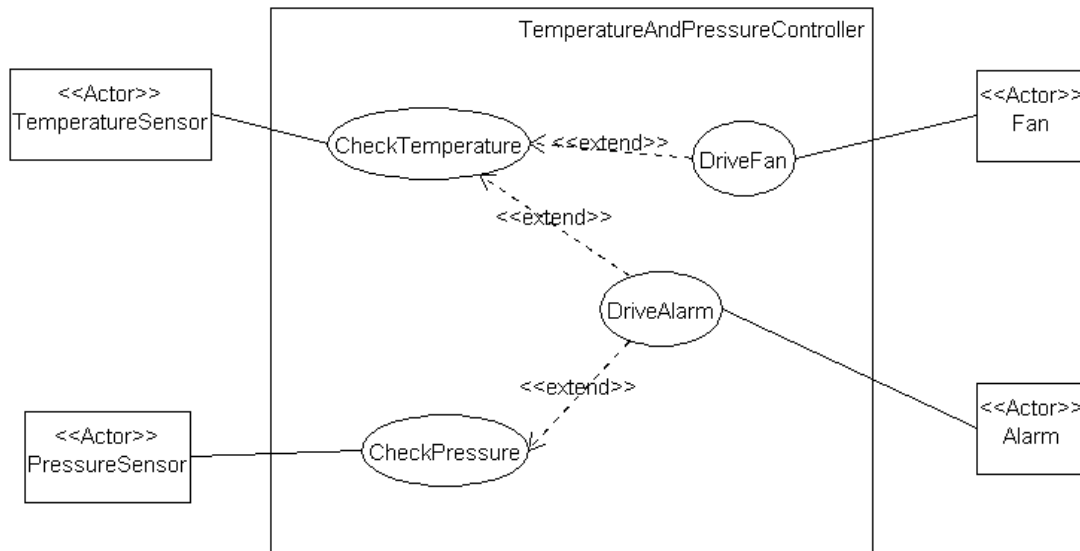 TemperatureAndPressureController
<<Actor>>
TemperatureSensor
<<Actor>>
Fan
CheckTemperature
<<extend>>
DriveFan
<<extend>>
DriveAlarm
<<extend>>
<<Actor>>
Alarm
<<Actor>>
PressureSensor
CheckPressure